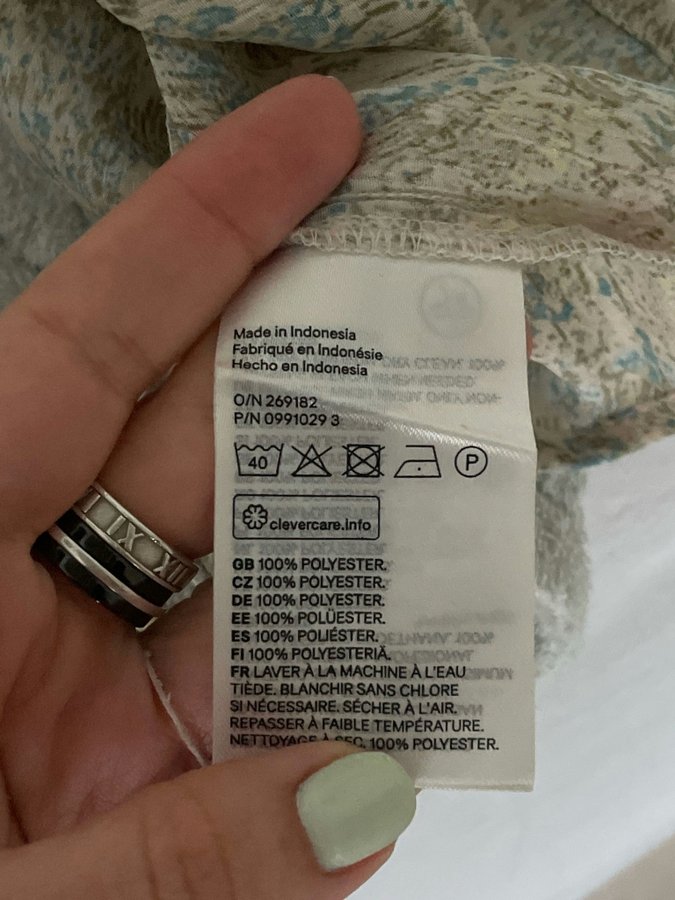 Made in Indonesia
Fabriqué en Indonésie
Hecho en Indonesia
O/N 269182
P/N 0991029 3
40
P
clevercare.info
GB 100% POLYESTER.
CZ 100% POLYESTER.
DE 100% POLYESTER.
EE 100% POLÜESTER.
ES 100% POLIÉSTER.
FI 100% POLYESTERIÄ.
FR LAVER À LA MACHINE À L'EAU
TIÈDE. BLANCHIR SANS CHLORE
SI NÉCESSAIRE. SÉCHER À L'AIR.
REPASSER À FAIBLE TEMPÉRATURE.
NETTOYAGE À SEC. 100% POLYESTER.
IX XII